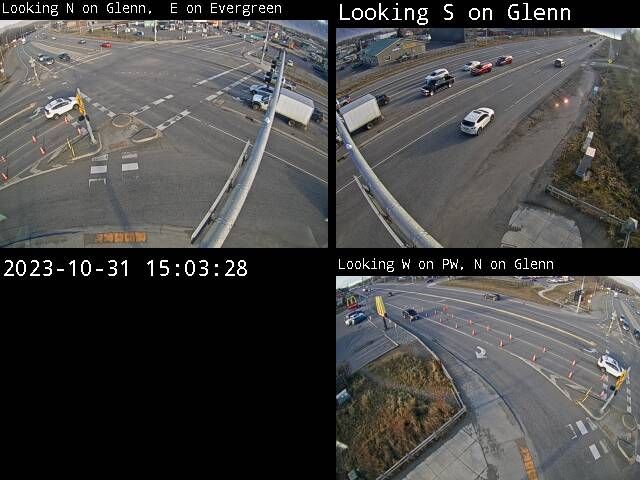 Looking N on Glenn,  E on Evergreen
Looking S on Glenn
2023-10-31 15:03:28
Looking W on PW, N on Glenn